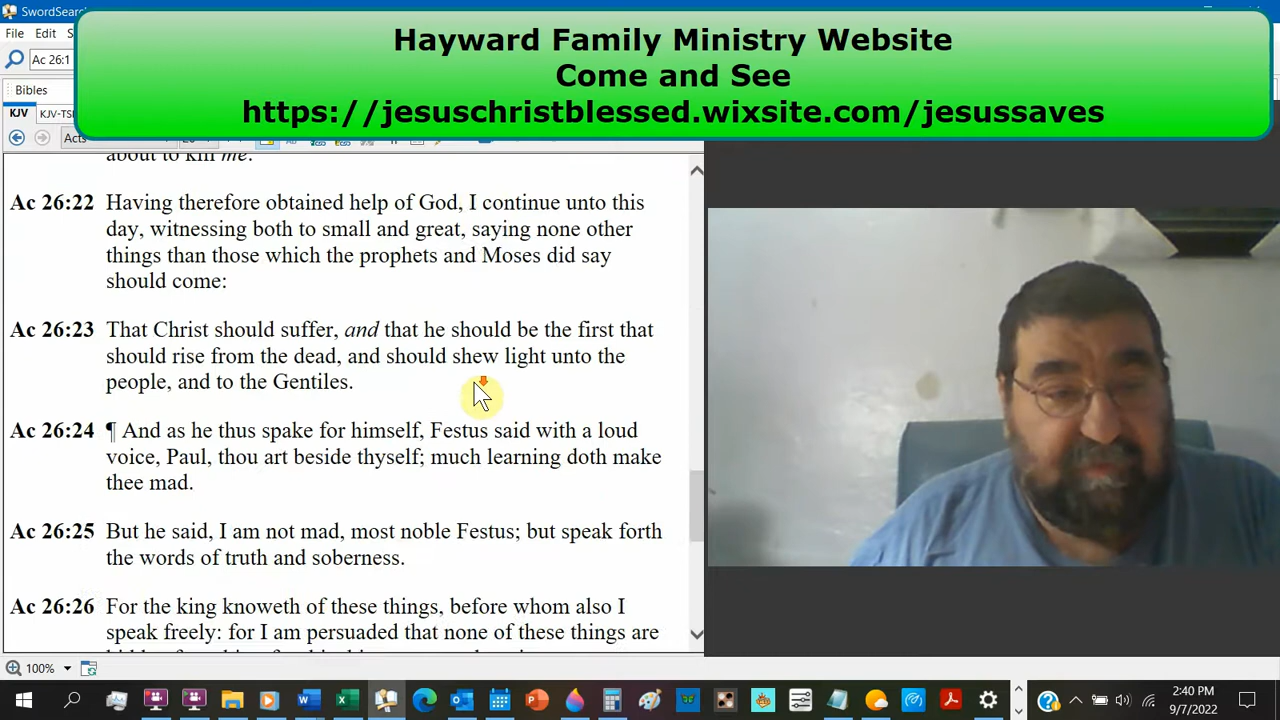 SwordSear
Hayward Family Ministry Website
Come and See
https://jesuschristblessed.wixsite.com/jesussaves
File Edit S
Ac 26:1
Bibles
KJV KJV-TS
Acts
about to kill me.
Ac 26:22 Having therefore obtained help of God, I continue unto this
day, witnessing both to small and great, saying none other
things than those which the prophets and Moses did say
should come:
Ac 26:23 That Christ should suffer, and that he should be the first that
should rise from the dead, and should shew light unto the
people, and to the Gentiles.
Ac 26:24 ¶ And as he thus spake for himself, Festus said with a loud
voice, Paul, thou art beside thyself; much learning doth make
thee mad.
Ac 26:25 But he said, I am not mad, most noble Festus; but speak forth
the words of truth and soberness.
Ac 26:26 For the king knoweth of these things, before whom also I
speak freely: for I am persuaded that none of these things are
100%
2:40 PM
9/7/2022